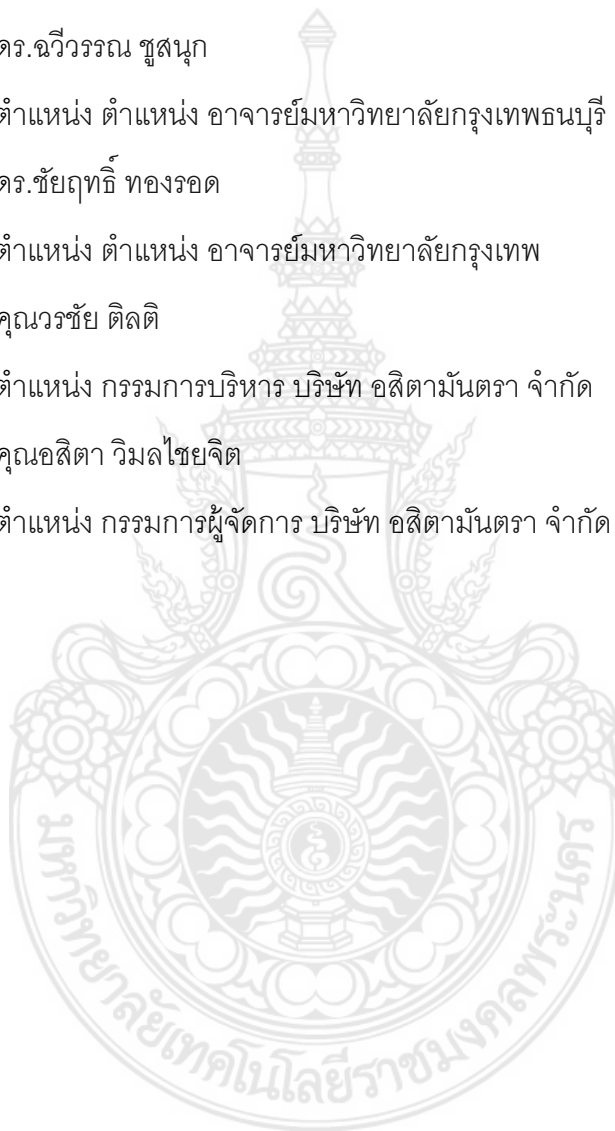 ดร.ฉวีวรรณ ชูสนุก
ตำแหน่ง ตำแหน่ง อาจารย์มหาวิทยาลัยกรุงเทพธนบุรี
ดร.ชัยฤทธิ์ ทองรอด
ตำแหน่ง ตำแหน่ง อาจารย์มหาวิทยาลัยกรุงเทพ
คุณวรชัย ติลติ
ตำแหน่ง กรรมการบริหาร บริษัท อสิตามันตรา จำกัด
คุณอสิตา วิมลไชยจิต
ตำแหน่ง กรรมการผู้จัดการ บริษัท อสิตามันตรา จำกัด
มหาวิทยาลัยเทคโนโลยีราชมงคลพระนคร